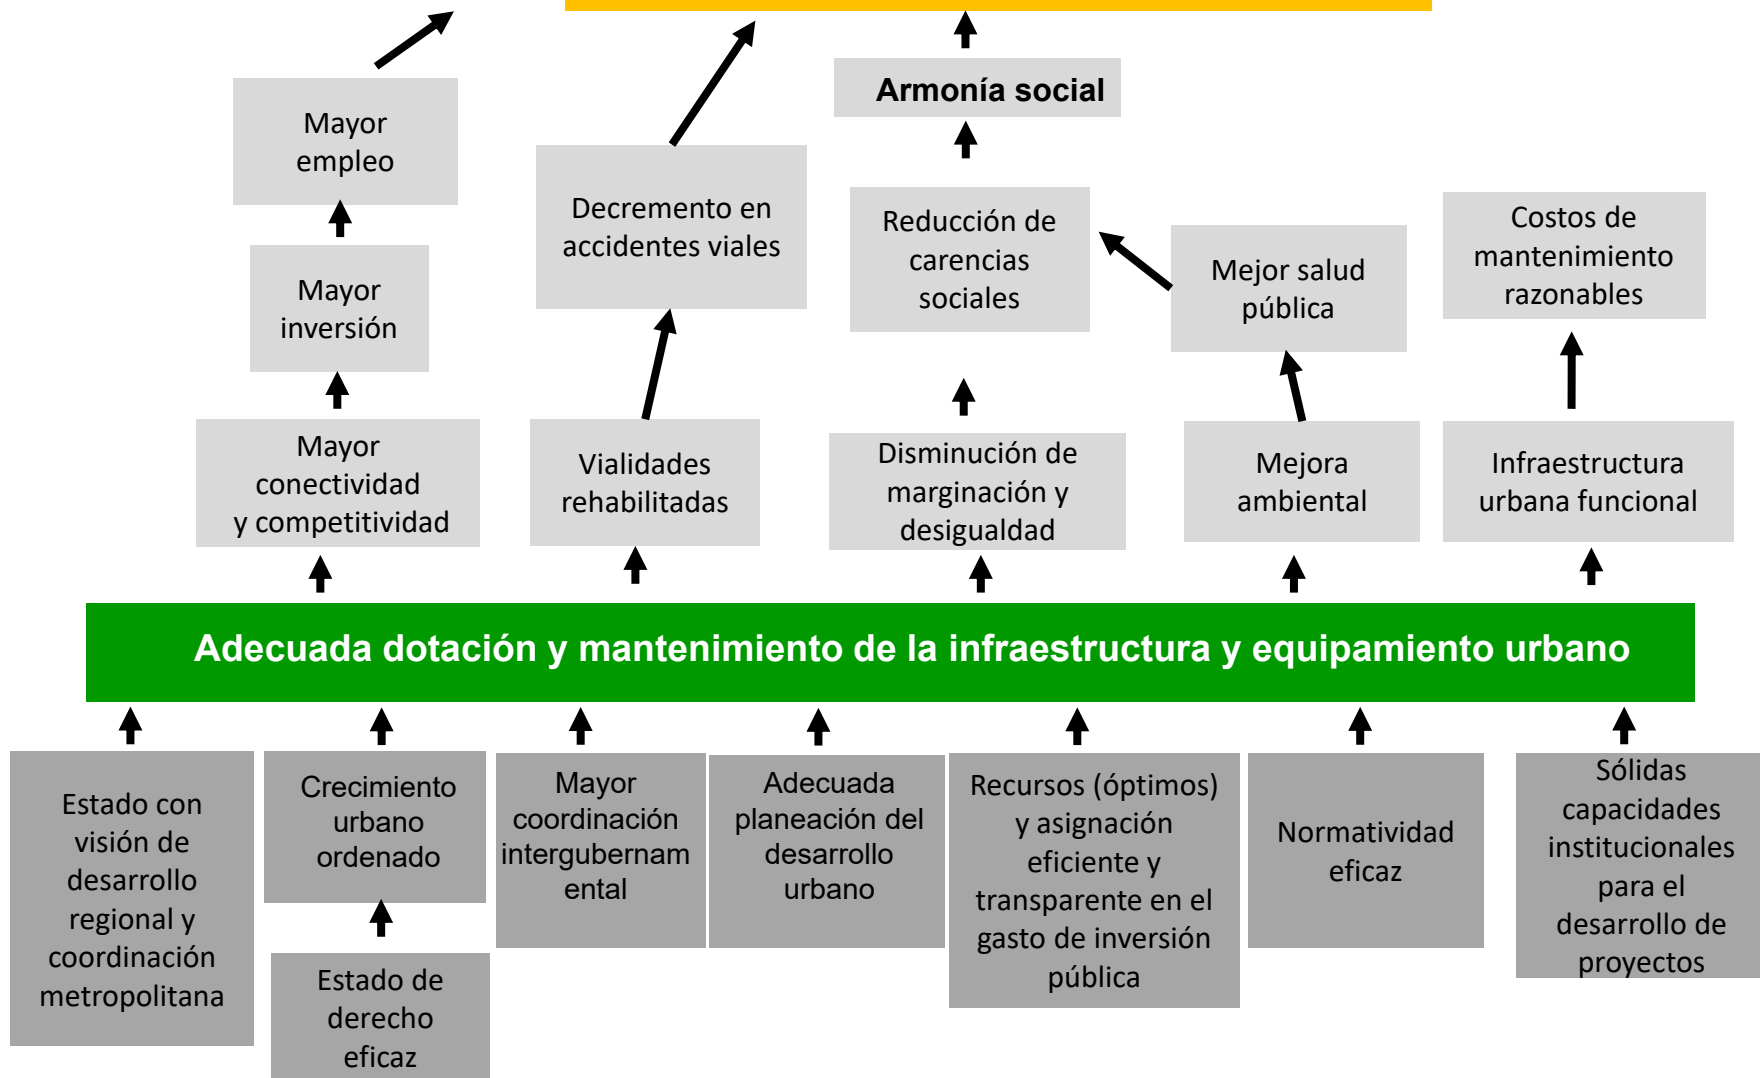 Armonía social
Mayor
empleo
Decremento en
accidentes viales
Reducción de
carencias
sociales
Mejor salud
pública
Costos de
mantenimiento
razonables
Mayor
inversión
Mayor
conectividad
y competitividad
Vialidades
rehabilitadas
Disminución de
marginación y
desigualdad
Mejora
ambiental
Infraestructura
urbana funcional
Adecuada dotación y mantenimiento de la infraestructura y equipamiento urbano
Estado con
visión de
desarrollo
regional y
coordinación
metropolitana
Crecimiento
urbano
ordenado
Estado de
derecho
eficaz
Mayor
coordinación
intergubernam
ental
Adecuada
planeación del
desarrollo
urbano
Recursos (óptimos)
y asignación
eficiente y
transparente en el
gasto de inversión
pública
Normatividad
eficaz
Sólidas
capacidades
institucionales
para el
desarrollo de
proyectos